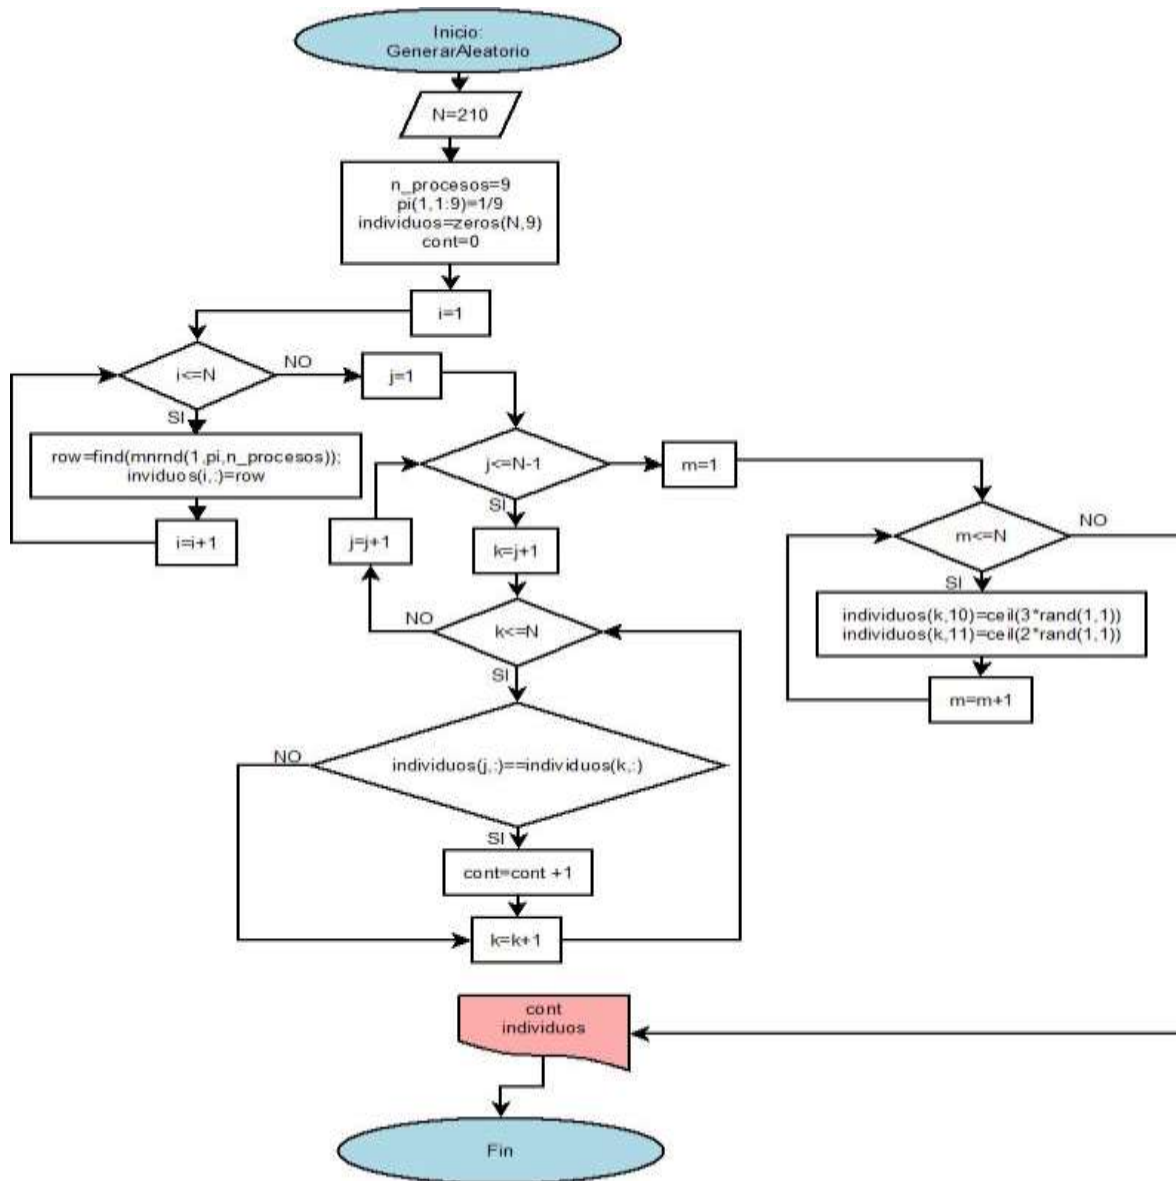 Inicio:
GenerarAleatorio
N=210
n_procesos=9
pi(1,1:9)=1/9
individuos=zeros(N,9)
cont=0
i=1
i<=N
NO
SI
row=find(mnrnd(1,pi,n_procesos));
inviduos(i,:)=row
i=i+1
j=1
j<=N-1
SI
j=j+1
k=j+1
k<=N
NO
SI
individuos(j,:)==individuos(k,:)
NO
SI
cont=cont +1
k=k+1
m=1
m<=N
NO
SI
individuos(k,10)=ceil(3*rand(1,1))
individuos(k,11)=ceil(2*rand(1,1))
m=m+1
cont
individuos
Fin